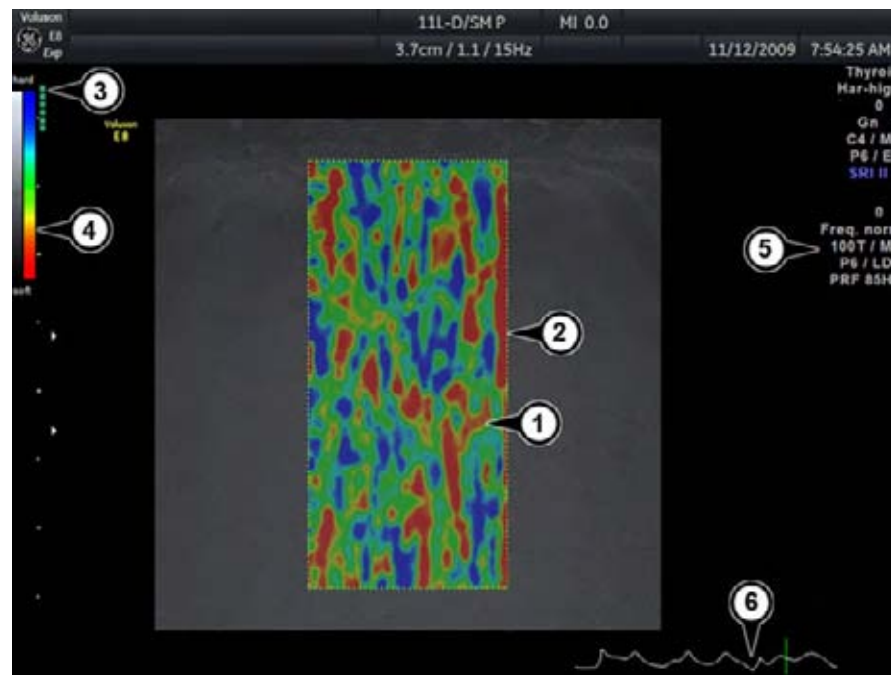 Voluson
E8
Exp
11L-D/SM P MI 0.0
3.7cm / 1.1 / 15Hz 11/12/2009 7:54:25 AM
hard
3
Voluson
E8
4
soft
Thyroi
Har-hig
0
Gn
C4 / M
P6 / E
SRI II
0
Freq. nor
5
100T / M
P6 / LD
PRF 85H
2
1
6